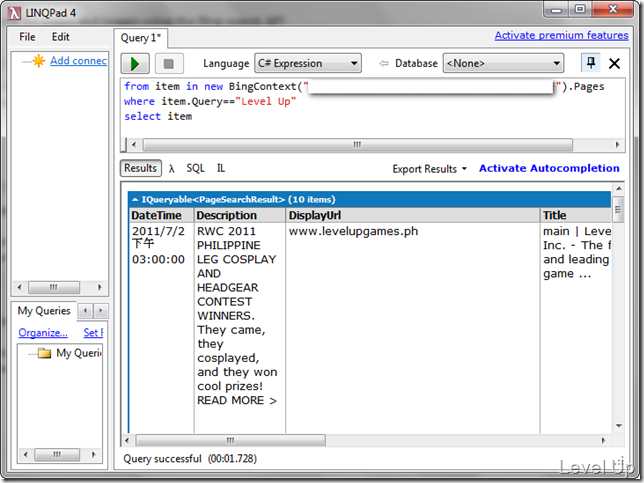 LINQPad 4
File Edit
Query 1*
Activate premium features
Add connect
Language C# Expression Database <None>
from item in new BingContext(" ").Pages
where item.Query=="Level Up"
select item
Results λ SQL IL Export Results Activate Autocompletion
IQueryable<PageSearchResult> (10 items)
DateTime Description DisplayUrl Title
2011/7/2 RWC 2011 www.levelupgames.ph main | Level
下午 PHILIPPINE Inc. - The f
03:00:00 LEG COSPLAY and leading
AND game ...
HEADGEAR
CONTEST
WINNERS.
They came,
they
cosplayed,
and they won
cool prizes!
READ MORE >
My Queries
Organize...
Set F
My Querie
Query successful (00:01.728)
Level Up